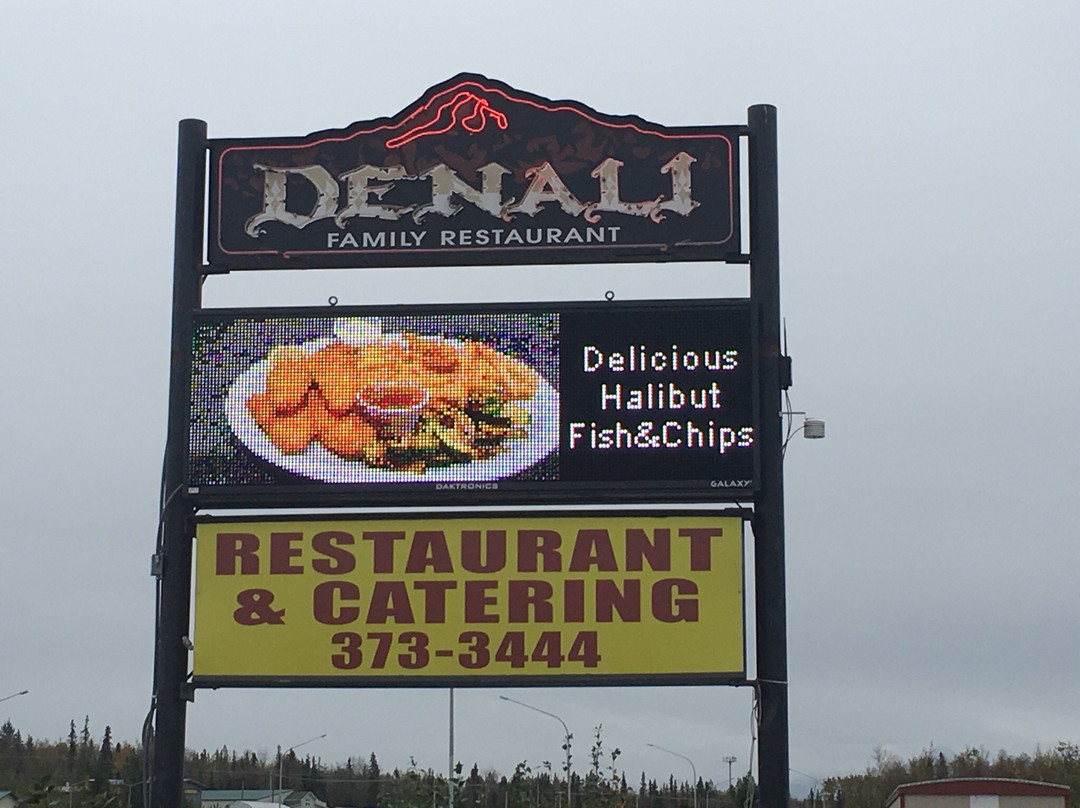 DENALI
FAMILY RESTAURANT
Delicious
Halibut
Fish&Chips
DAKTRONICS
GALAXY
RESTAURANT
& CATERING
373-3444